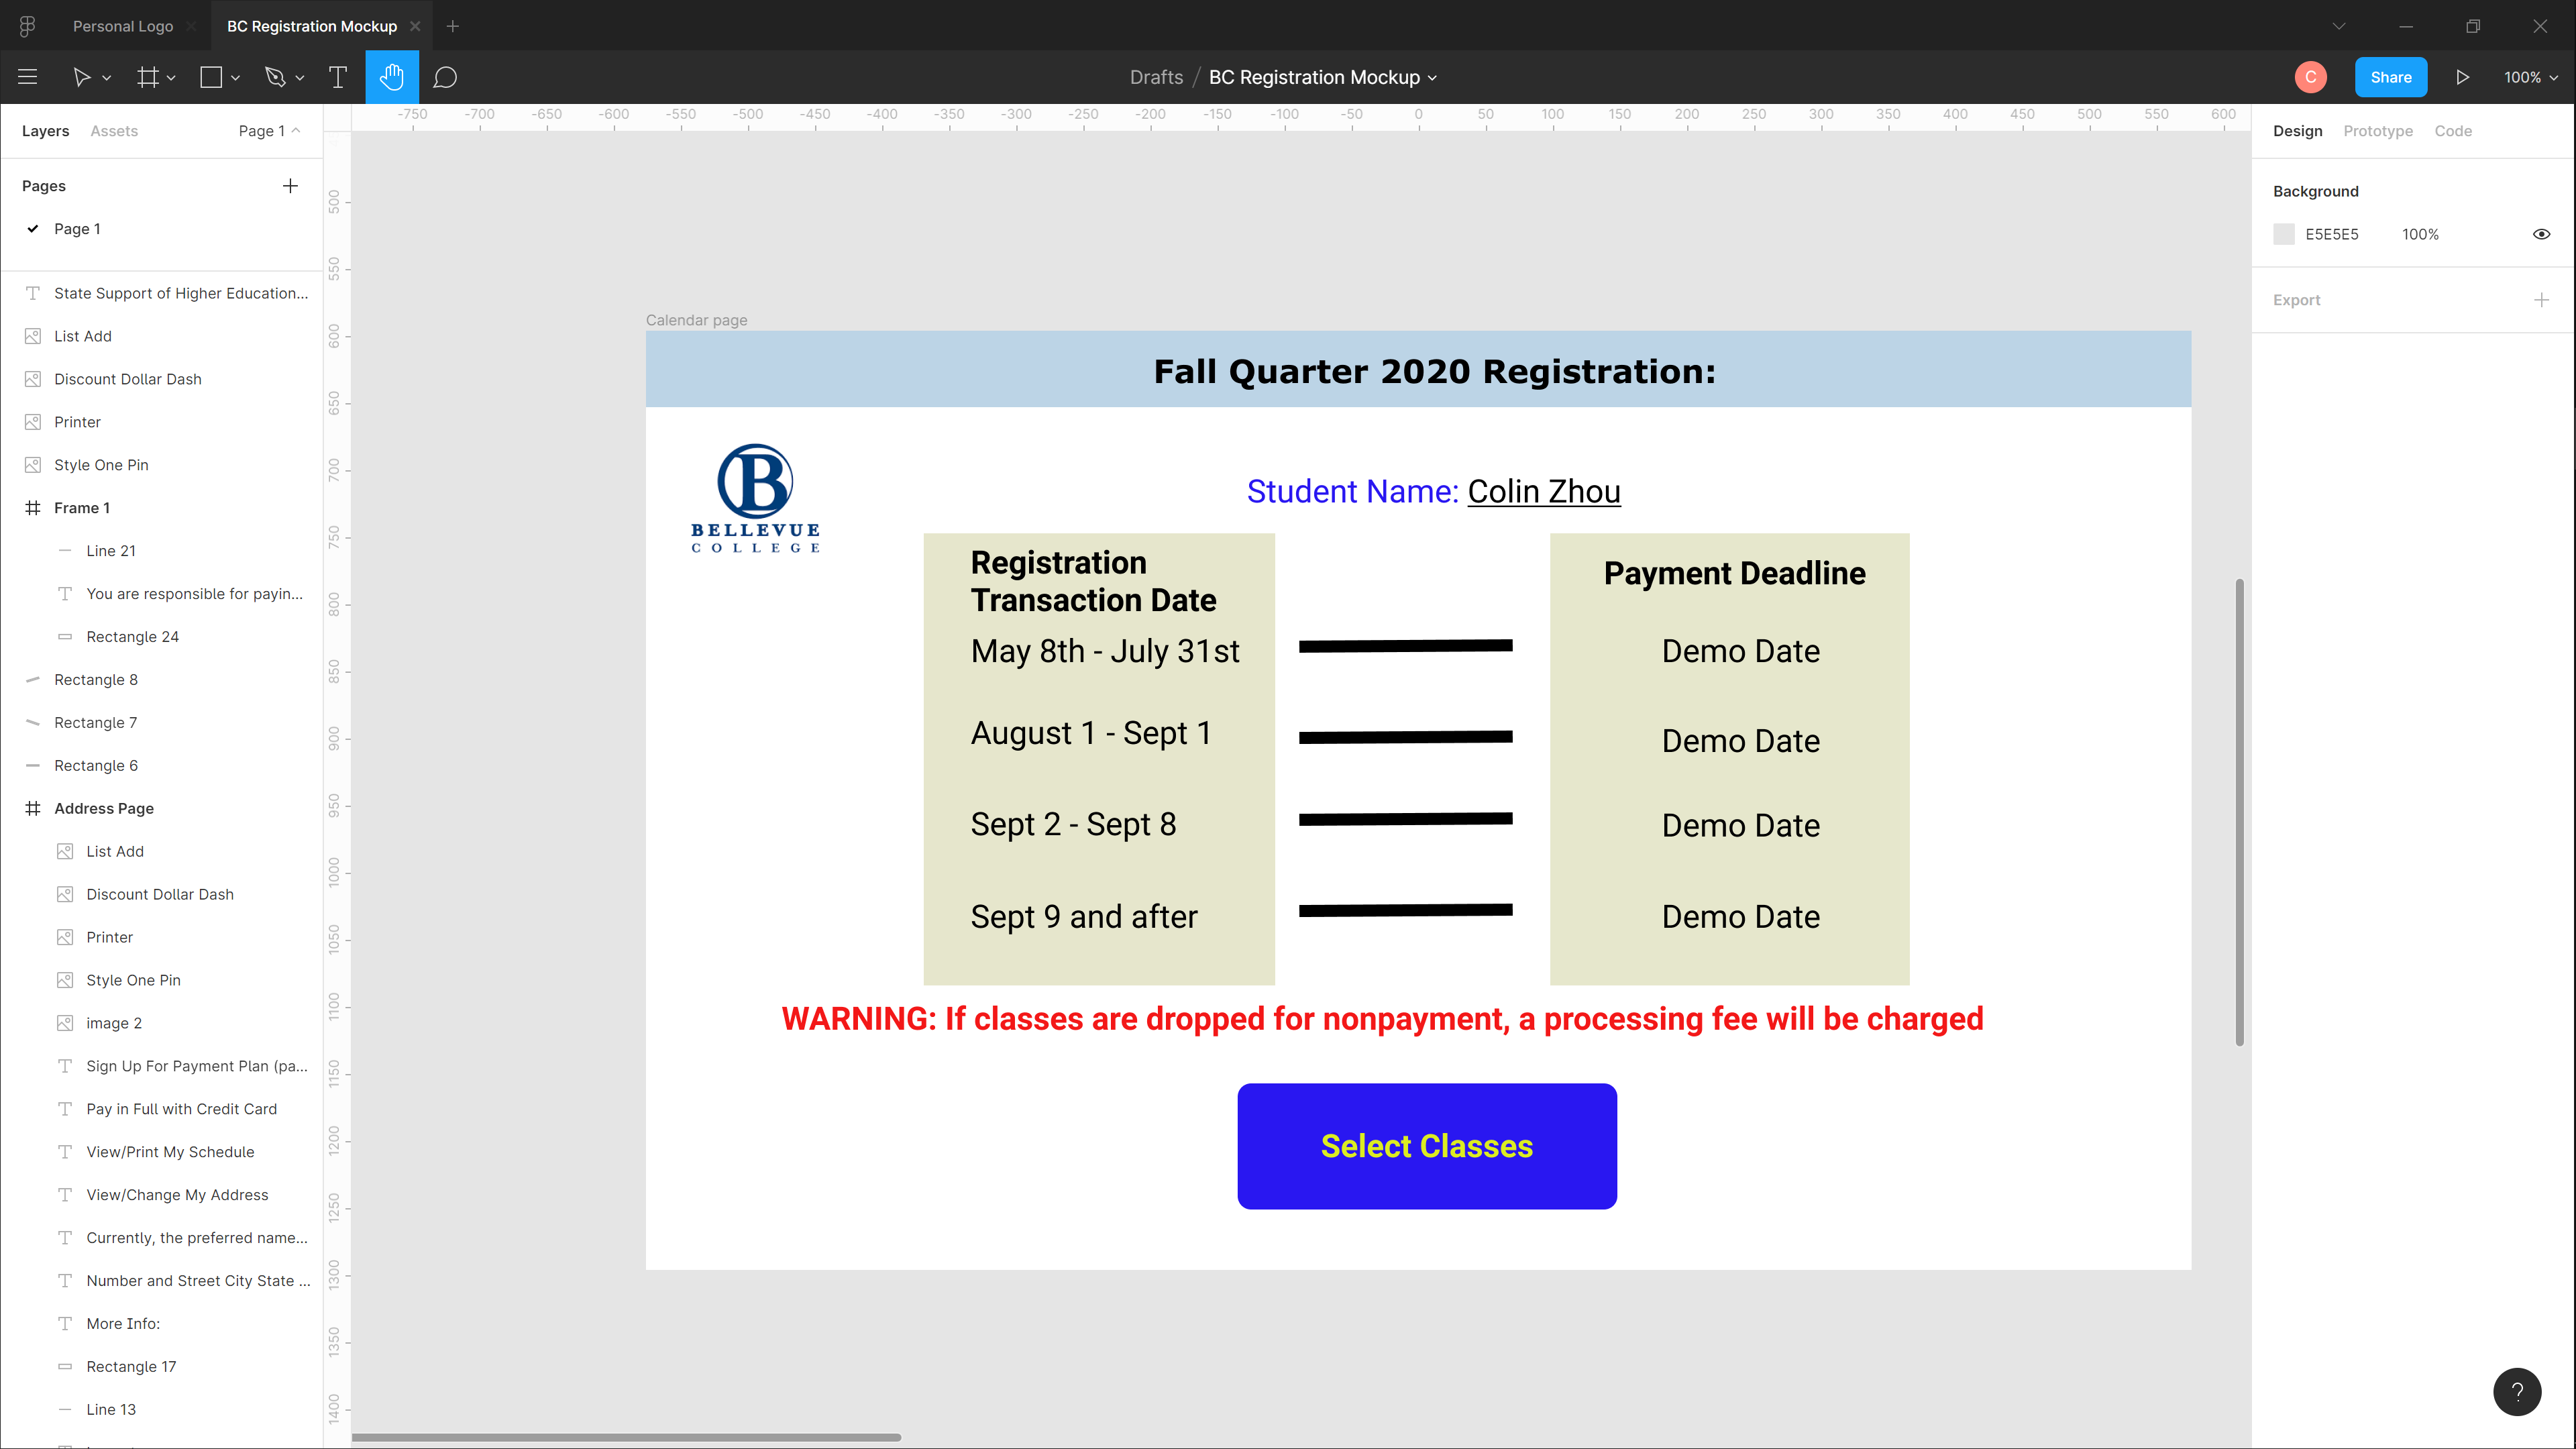 Personal Logo
BC Registration Mockup
Drafts / BC Registration Mockup
C
Share
100%
Layers
Assets
Page 1
Pages
Page 1
State Support of Higher Education...
List Add
Discount Dollar Dash
Printer
Style One Pin
Frame 1
Line 21
You are responsible for payin...
Rectangle 24
Rectangle 8
Rectangle 7
Rectangle 6
Address Page
List Add
Discount Dollar Dash
Printer
Style One Pin
image 2
Sign Up For Payment Plan (pa...
Pay in Full with Credit Card
View/Print My Schedule
View/Change My Address
Currently, the preferred name...
Number and Street City State ...
More Info:
Rectangle 17
Line 13
-750 -700 -650 -600 -550 -500 -450 -400 -350 -300 -250 -200 -150 -100 -50 0 50 100 150 200 250 300 350 400 450 500 550 600
500
550
600
650
700
750
800
850
900
950
1000
1050
1100
1150
1200
1250
1300
1350
1400
Calendar page
Fall Quarter 2020 Registration:
B
BELLEVUE
COLLEGE
Student Name: Colin Zhou
Registration
Transaction Date
May 8th - July 31st
August 1 - Sept 1
Sept 2 - Sept 8
Sept 9 and after
Payment Deadline
Demo Date
Demo Date
Demo Date
Demo Date
WARNING: If classes are dropped for nonpayment, a processing fee will be charged
Select Classes
Design
Prototype
Code
Background
E5E5E5
100%
Export
?